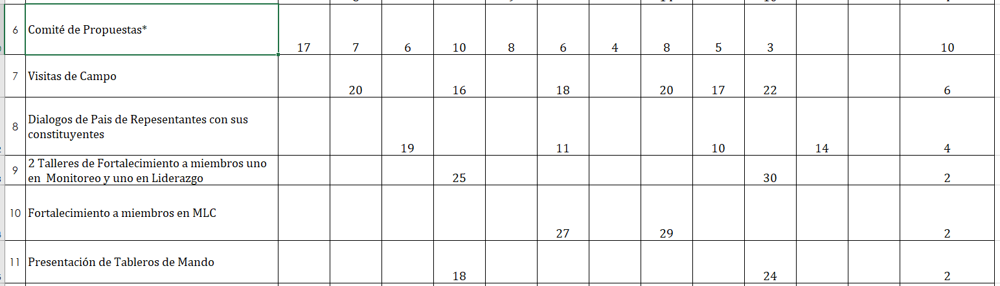 6 Comité de Propuestas* 17 7 6 10 8 6 4 8 5 3 10
7 Visitas de Campo 20 16 18 20 17 22 6
8 Dialogos de Pais de Repesentantes con sus
constituyentes 19 11 10 14 4
9 2 Talleres de Fortalecimiento a miembros uno
en Monitoreo y uno en Liderazgo 25 30 2
10 Fortalecimiento a miembros en MLC 27 29 2
11 Presentación de Tableros de Mando 18 24 2